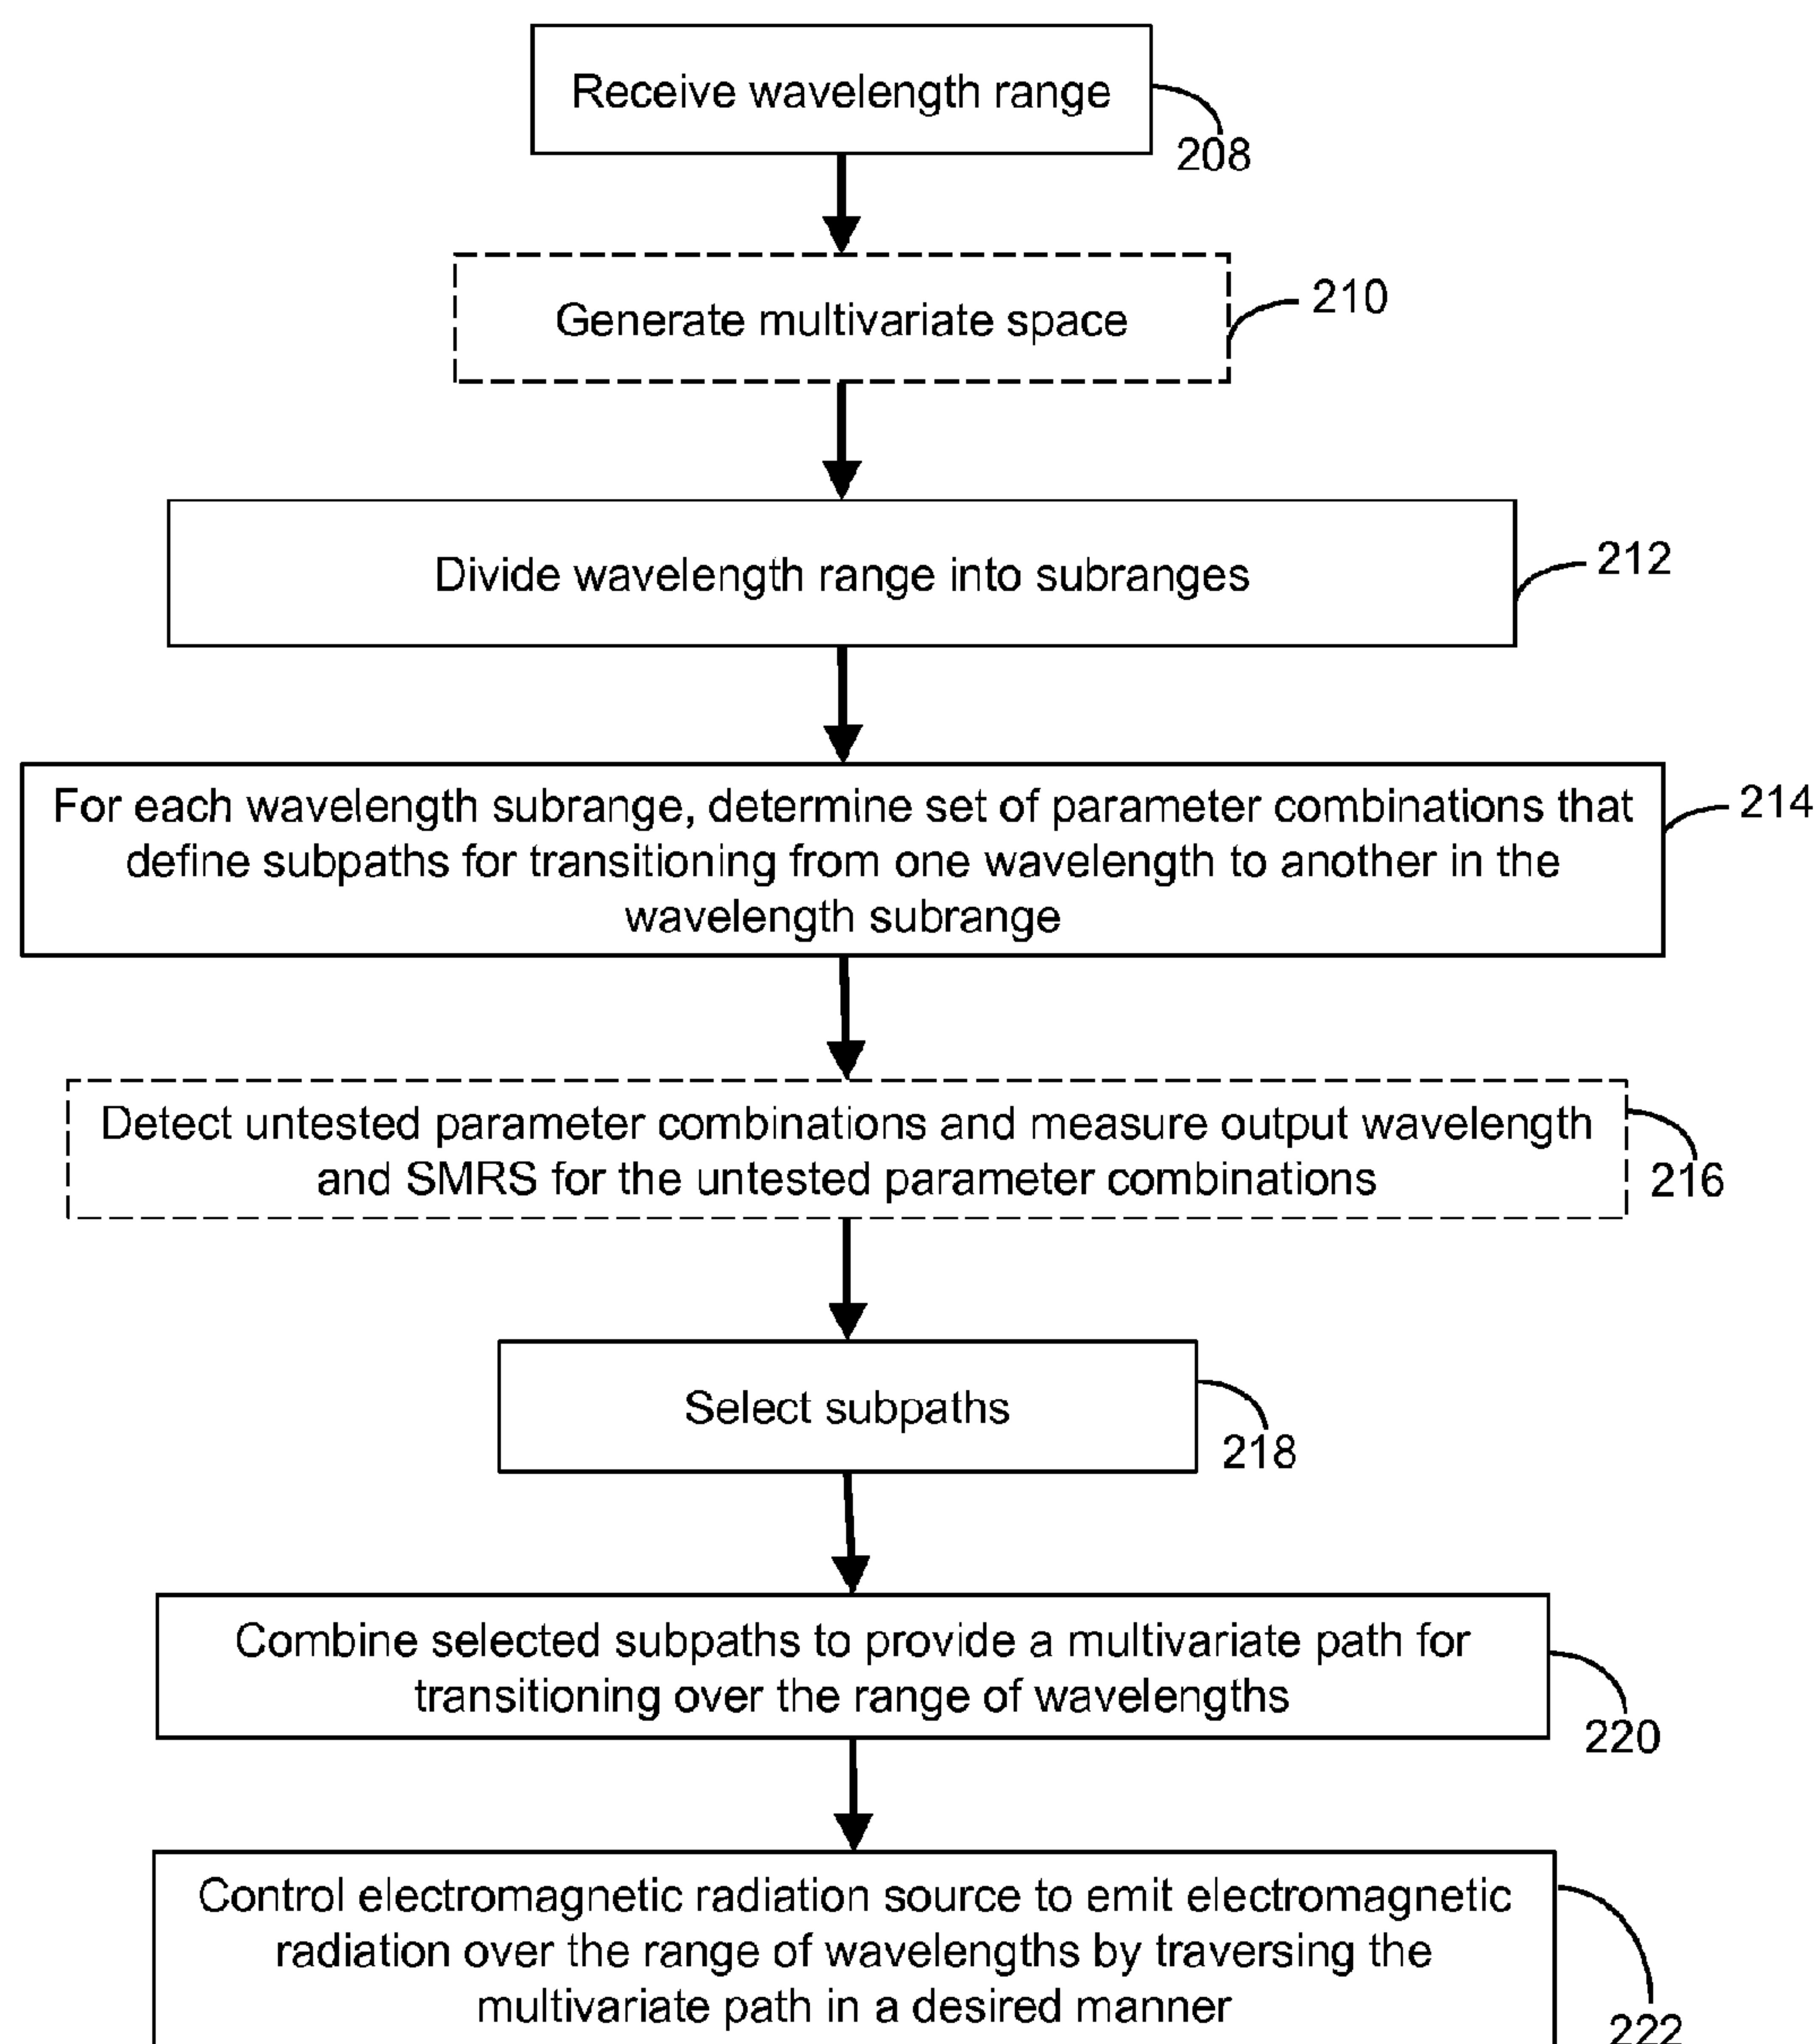 Receive wavelength range
208
Generate multivariate space
210
Divide wavelength range into subranges
212
For each wavelength subrange, determine set of parameter combinations that
define subpaths for transitioning from one wavelength to another in the
wavelength subrange
214
Detect untested parameter combinations and measure output wavelength
and SMRS for the untested parameter combinations
216
Select subpaths
218
Combine selected subpaths to provide a multivariate path for
transitioning over the range of wavelengths
220
Control electromagnetic radiation source to emit electromagnetic
radiation over the range of wavelengths by traversing the
multivariate path in a desired manner
222